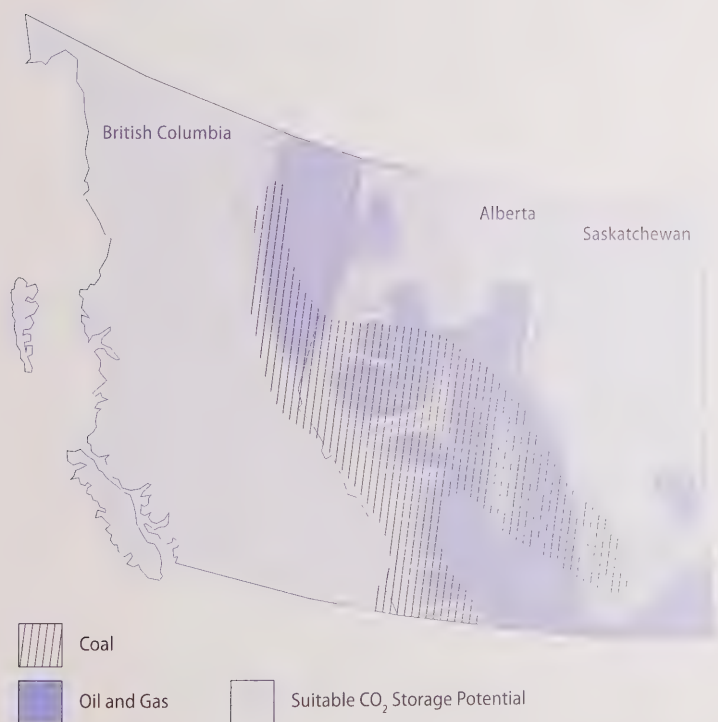 British Columbia
Alberta
Saskatchewan
Coal
Oil and Gas
Suitable CO₂ Storage Potential